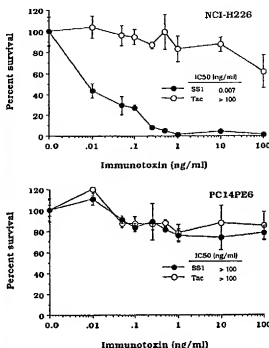 NCI-H226
Percent survival
120
100
80
60
40
20
0
IC50 (ng/ml)
SS1 0.007
Tac > 100
0.0 .01 .1 1 10 100
Immunotoxin (ng/ml)
PC14PE6
Percent survival
120
100
80
60
40
20
0
IC50 (ng/ml)
SS1 > 100
Tac > 100
0.0 .01 .1 1 10 100
Immunotoxin (ng/ml)